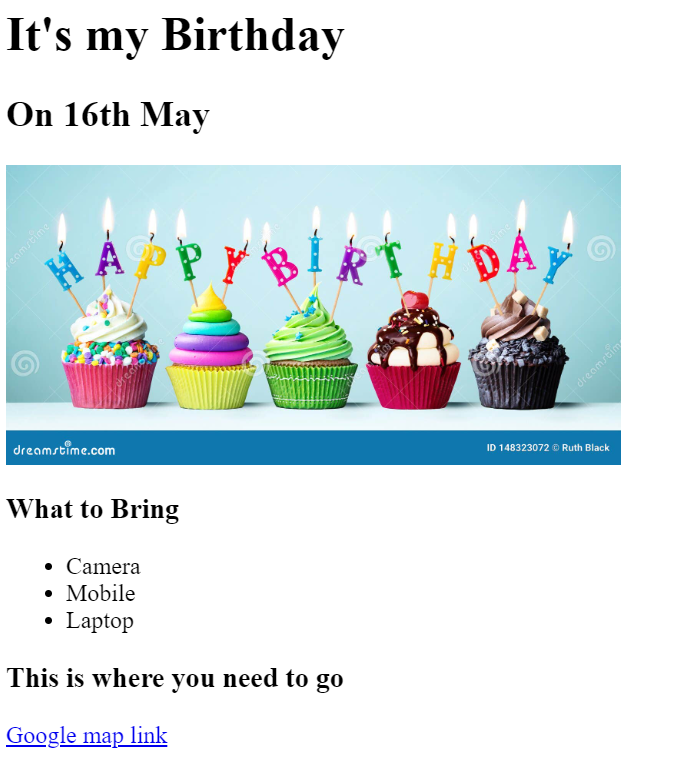 It's my Birthday
On 16th May
HAPPY BIRTHDAY
dreamstime.com
ID 148323072 © Ruth Black
What to Bring
Camera
Mobile
Laptop
This is where you need to go
Google map link